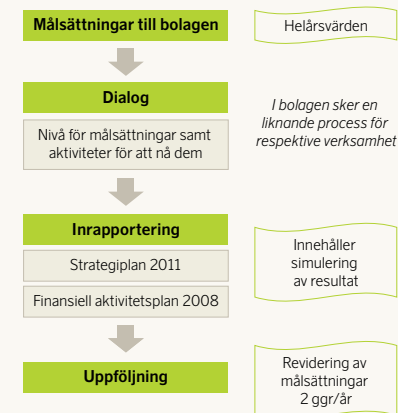 Målsättningar till bolagen
Helårsvärden
Dialog
Nivå för målsättningar samt
aktiviteter för att nå dem
I bolagen sker en
liknande process för
respektive verksamhet
Inrapportering
Strategiplan 2011
Finansiell aktivitetsplan 2008
Innehåller
simulering
av resultat
Uppföljning
Revidering av
målsättningar
2 ggr/år